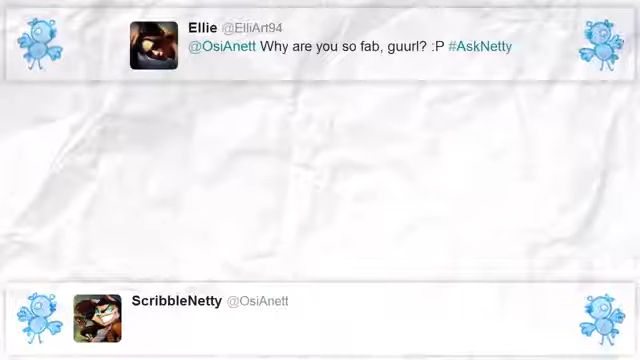 Ellie @ElliArt94
@OsiAnett Why are you so fab, guurl? :P #AskNetty
ScribbleNetty @OsiAnett